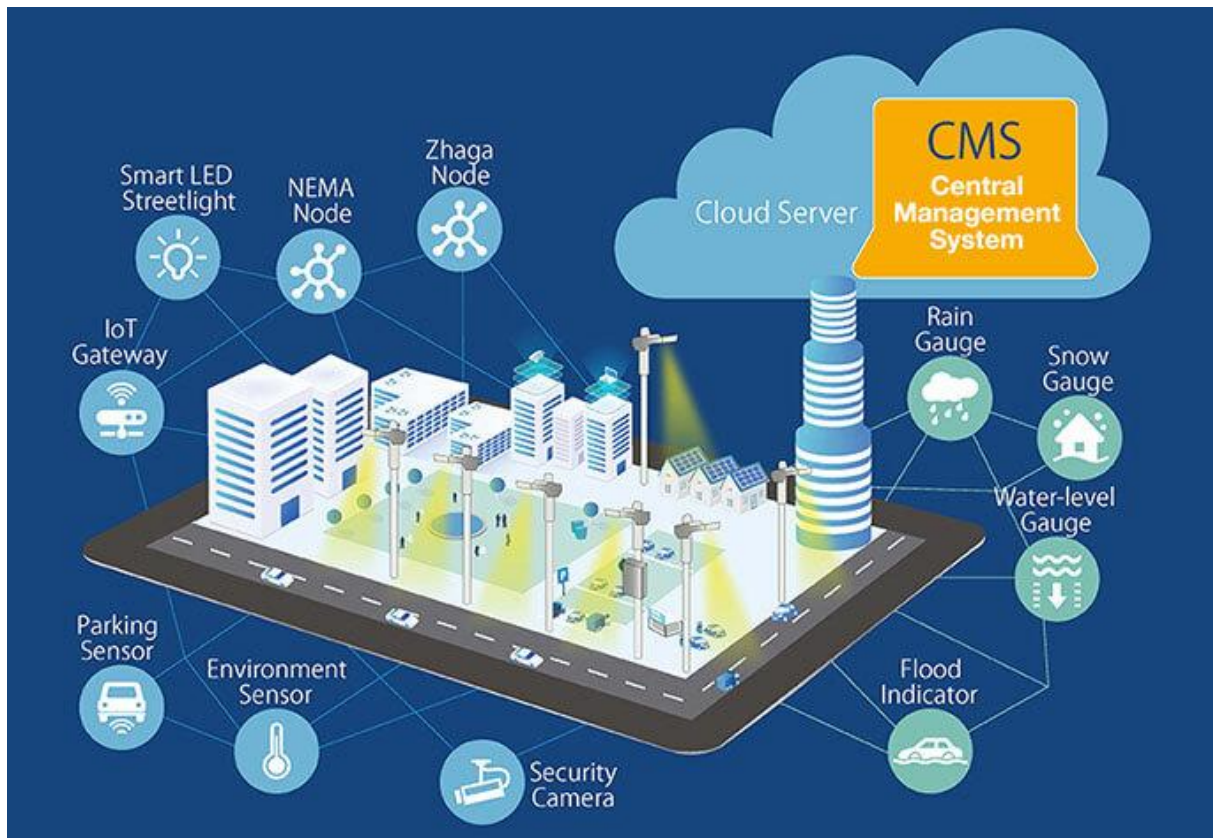 CMS
Central
Management
System
Cloud Server
Zhaga
Node
Smart LED
Streetlight
NEMA
Node
IoT
Gateway
Rain
Gauge
Snow
Gauge
Water-level
Gauge
P
Parking
Sensor
Environment
Sensor
Security
Camera
Flood
Indicator